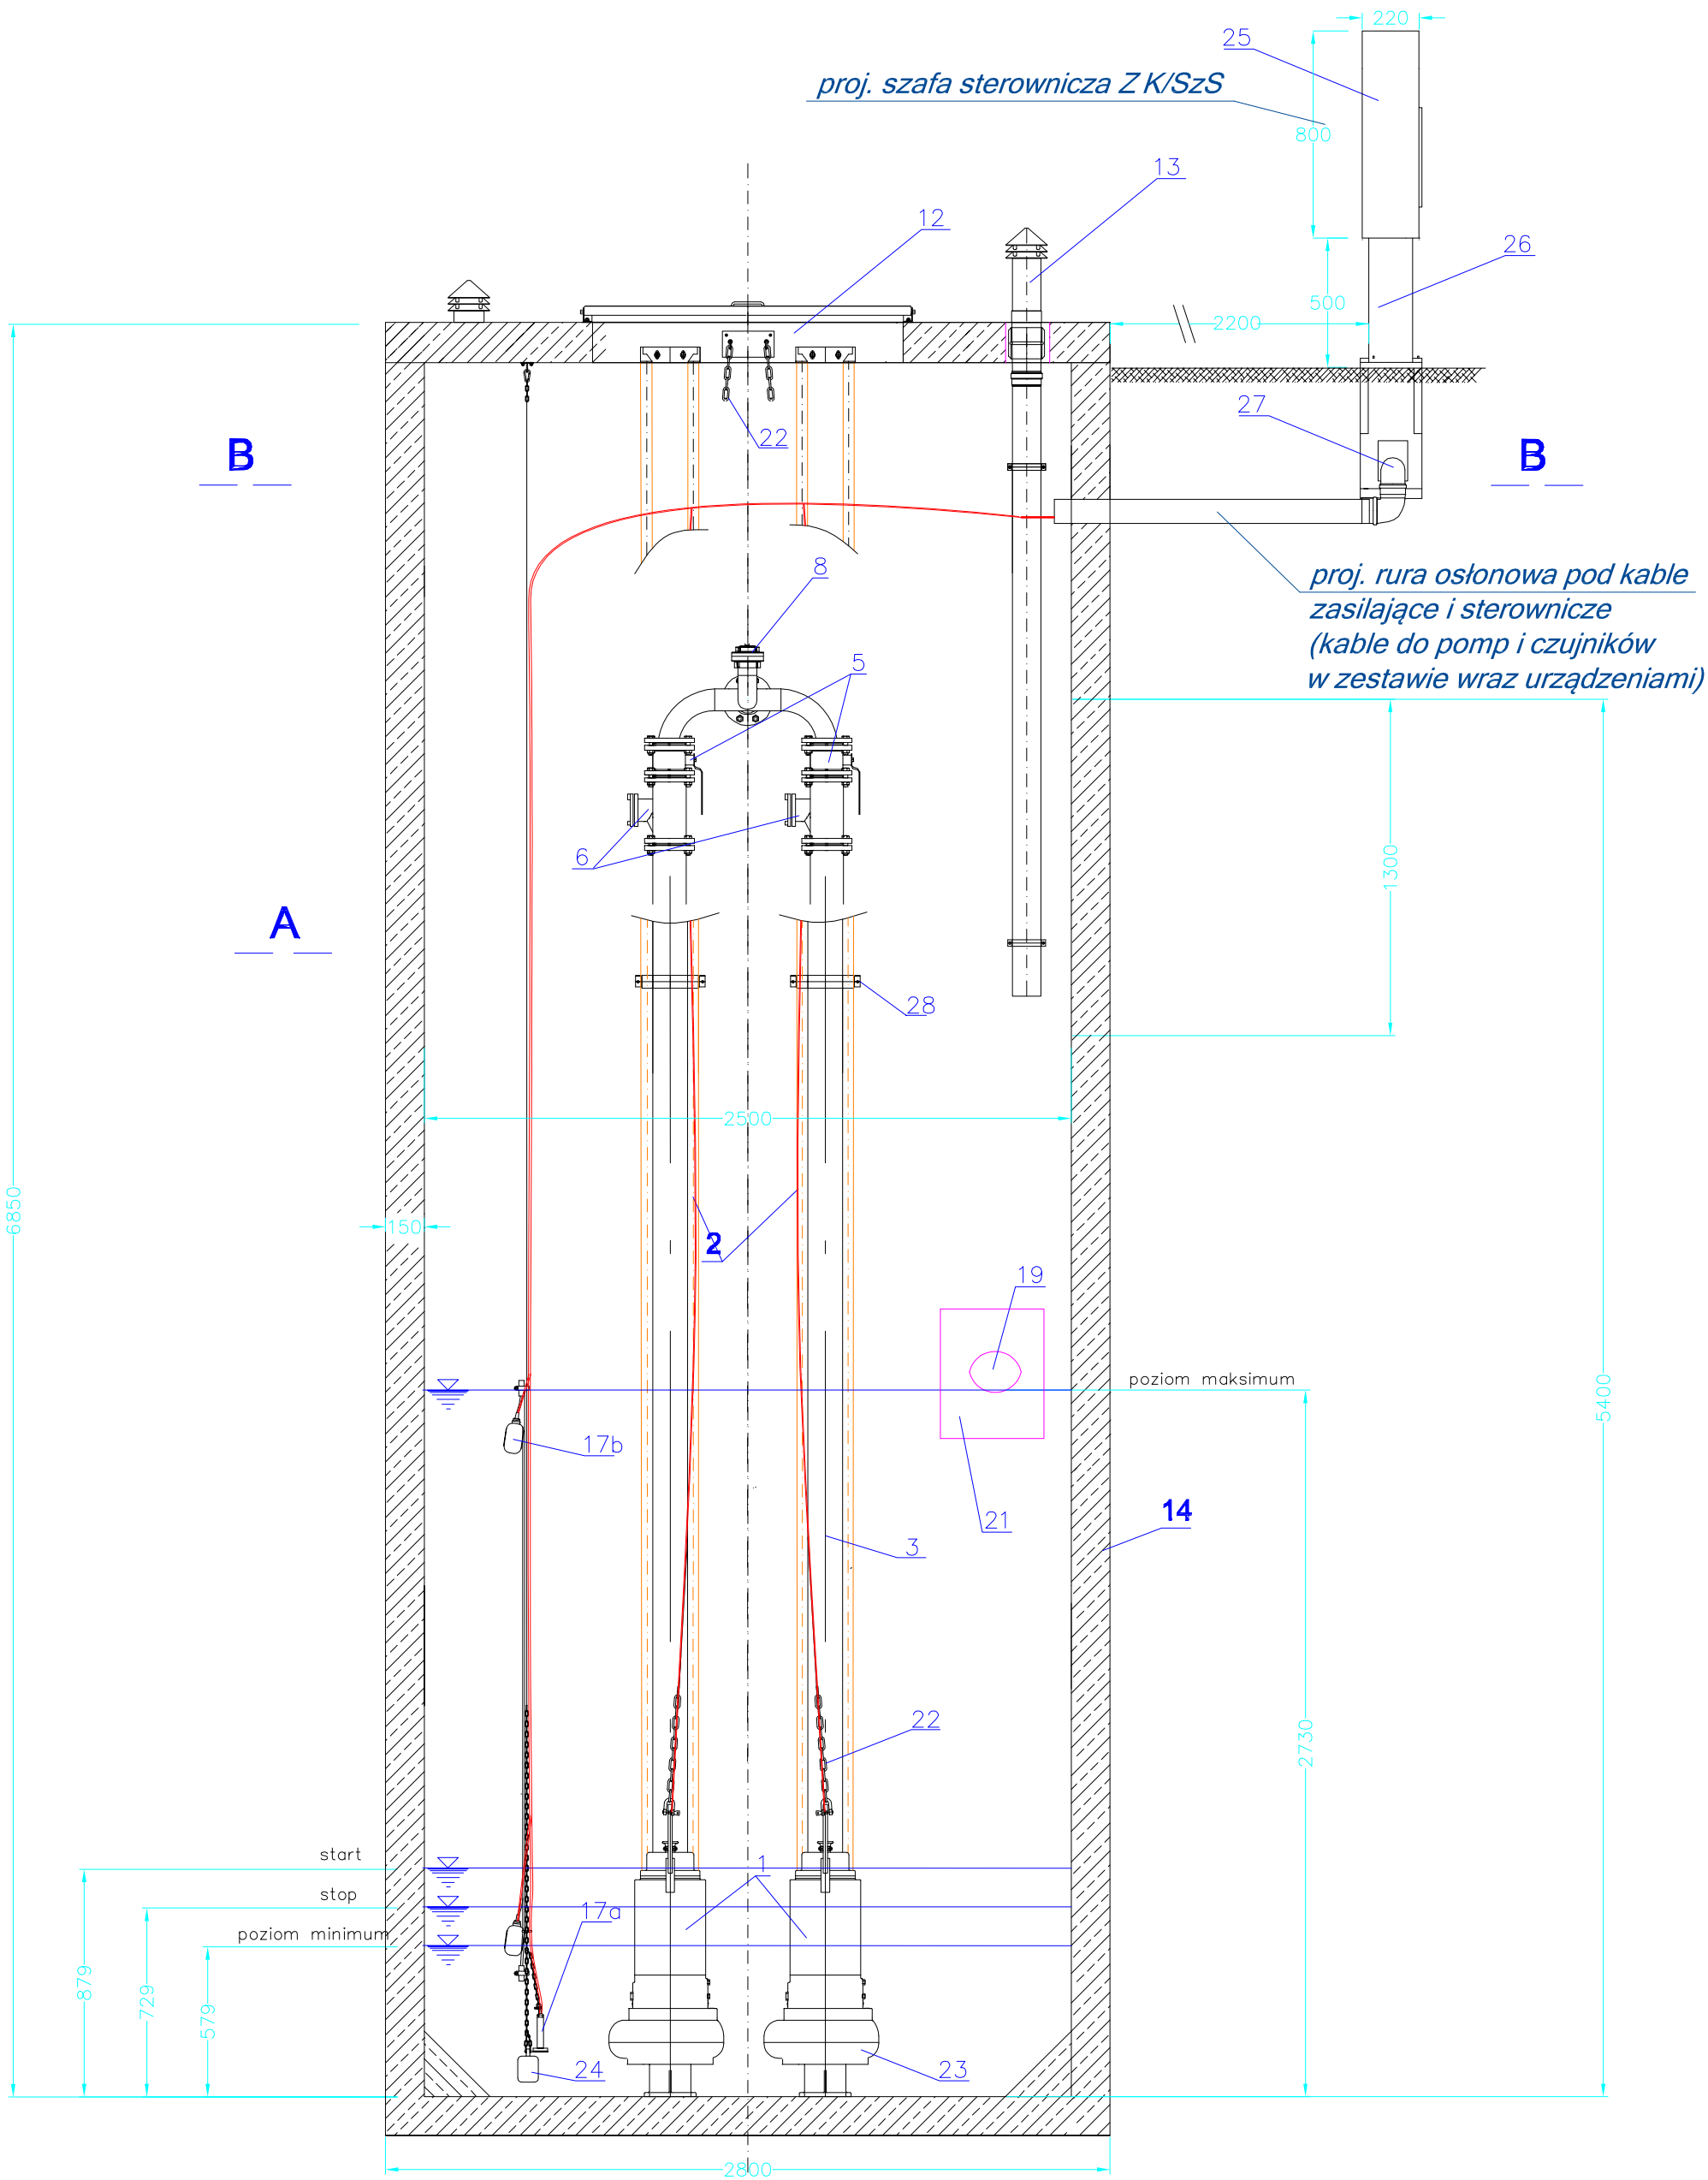 220
25
proj. szafa sterownicza Z K/SzS
800
13
12
26
500
2200
27
22
B
B
8
proj. rura osłonowa pod kable
zasilające i sterownicze
(kable do pomp i czujników
w zestawie wraz urządzeniami)
5
6
1300
A
28
2500
6850
150
2
19
poziom maksimum
5400
17b
14
21
3
22
2730
start
1
stop
17a
poziom minimum
879
729
579
24
23
2800